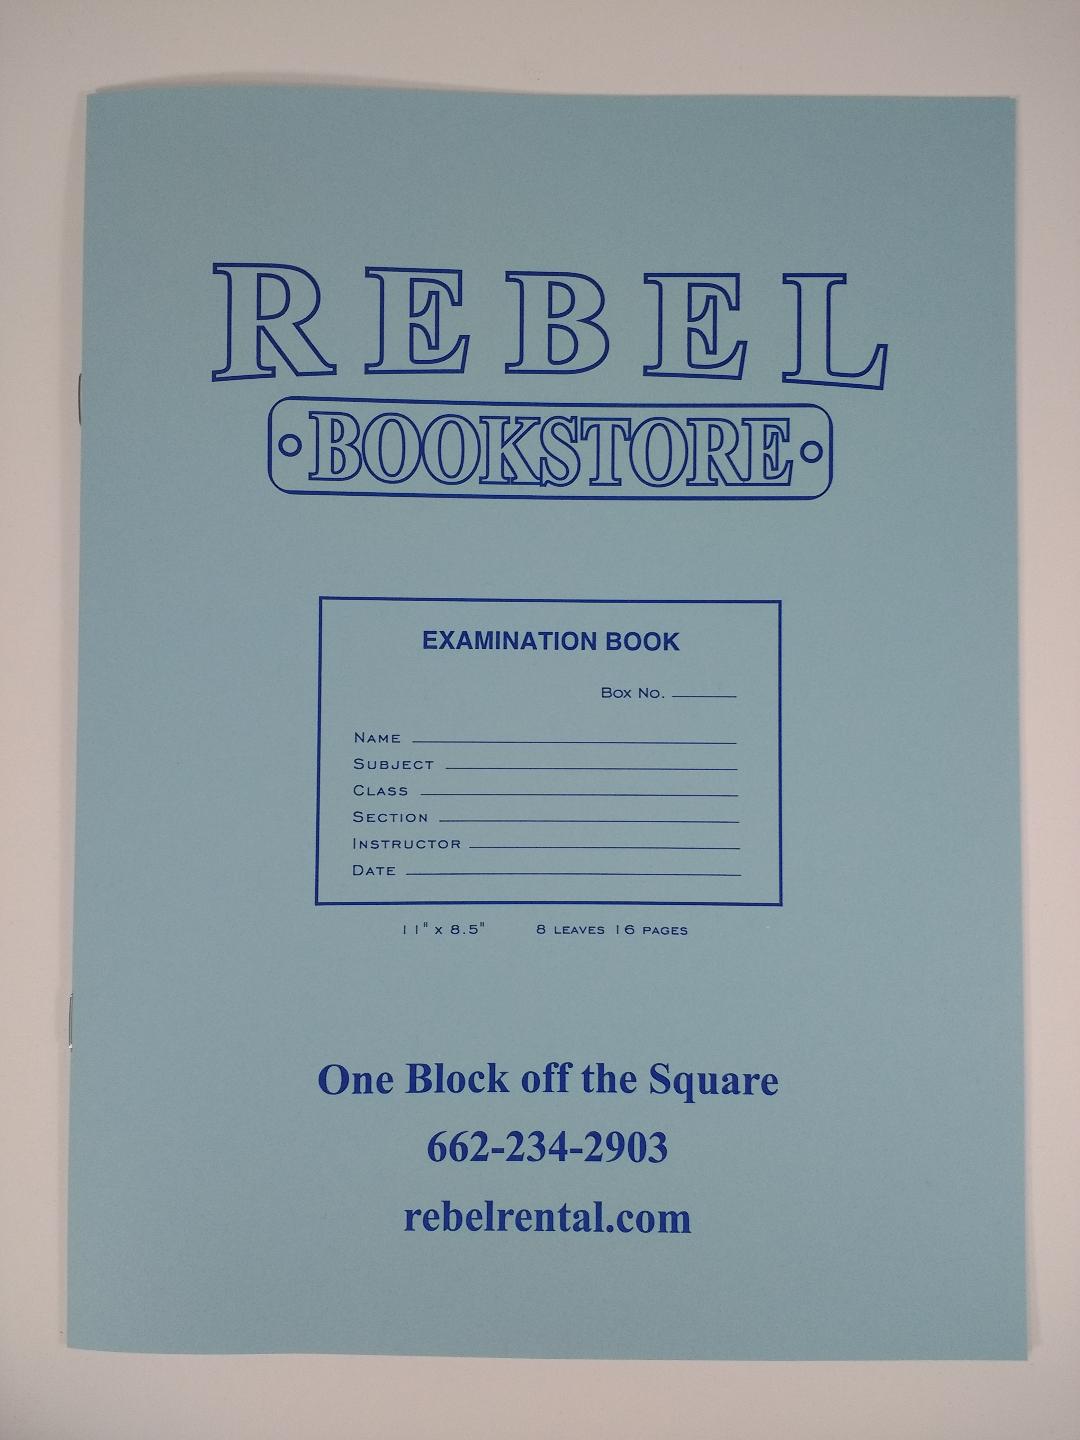 REBEL
BOOKSTORE
EXAMINATION BOOK
BOX NO.
NAME
SUBJECT
CLASS
SECTION
INSTRUCTOR
DATE
11" X 8.5" 8 LEAVES 16 PAGES
One Block off the Square
662-234-2903
rebelrental.com